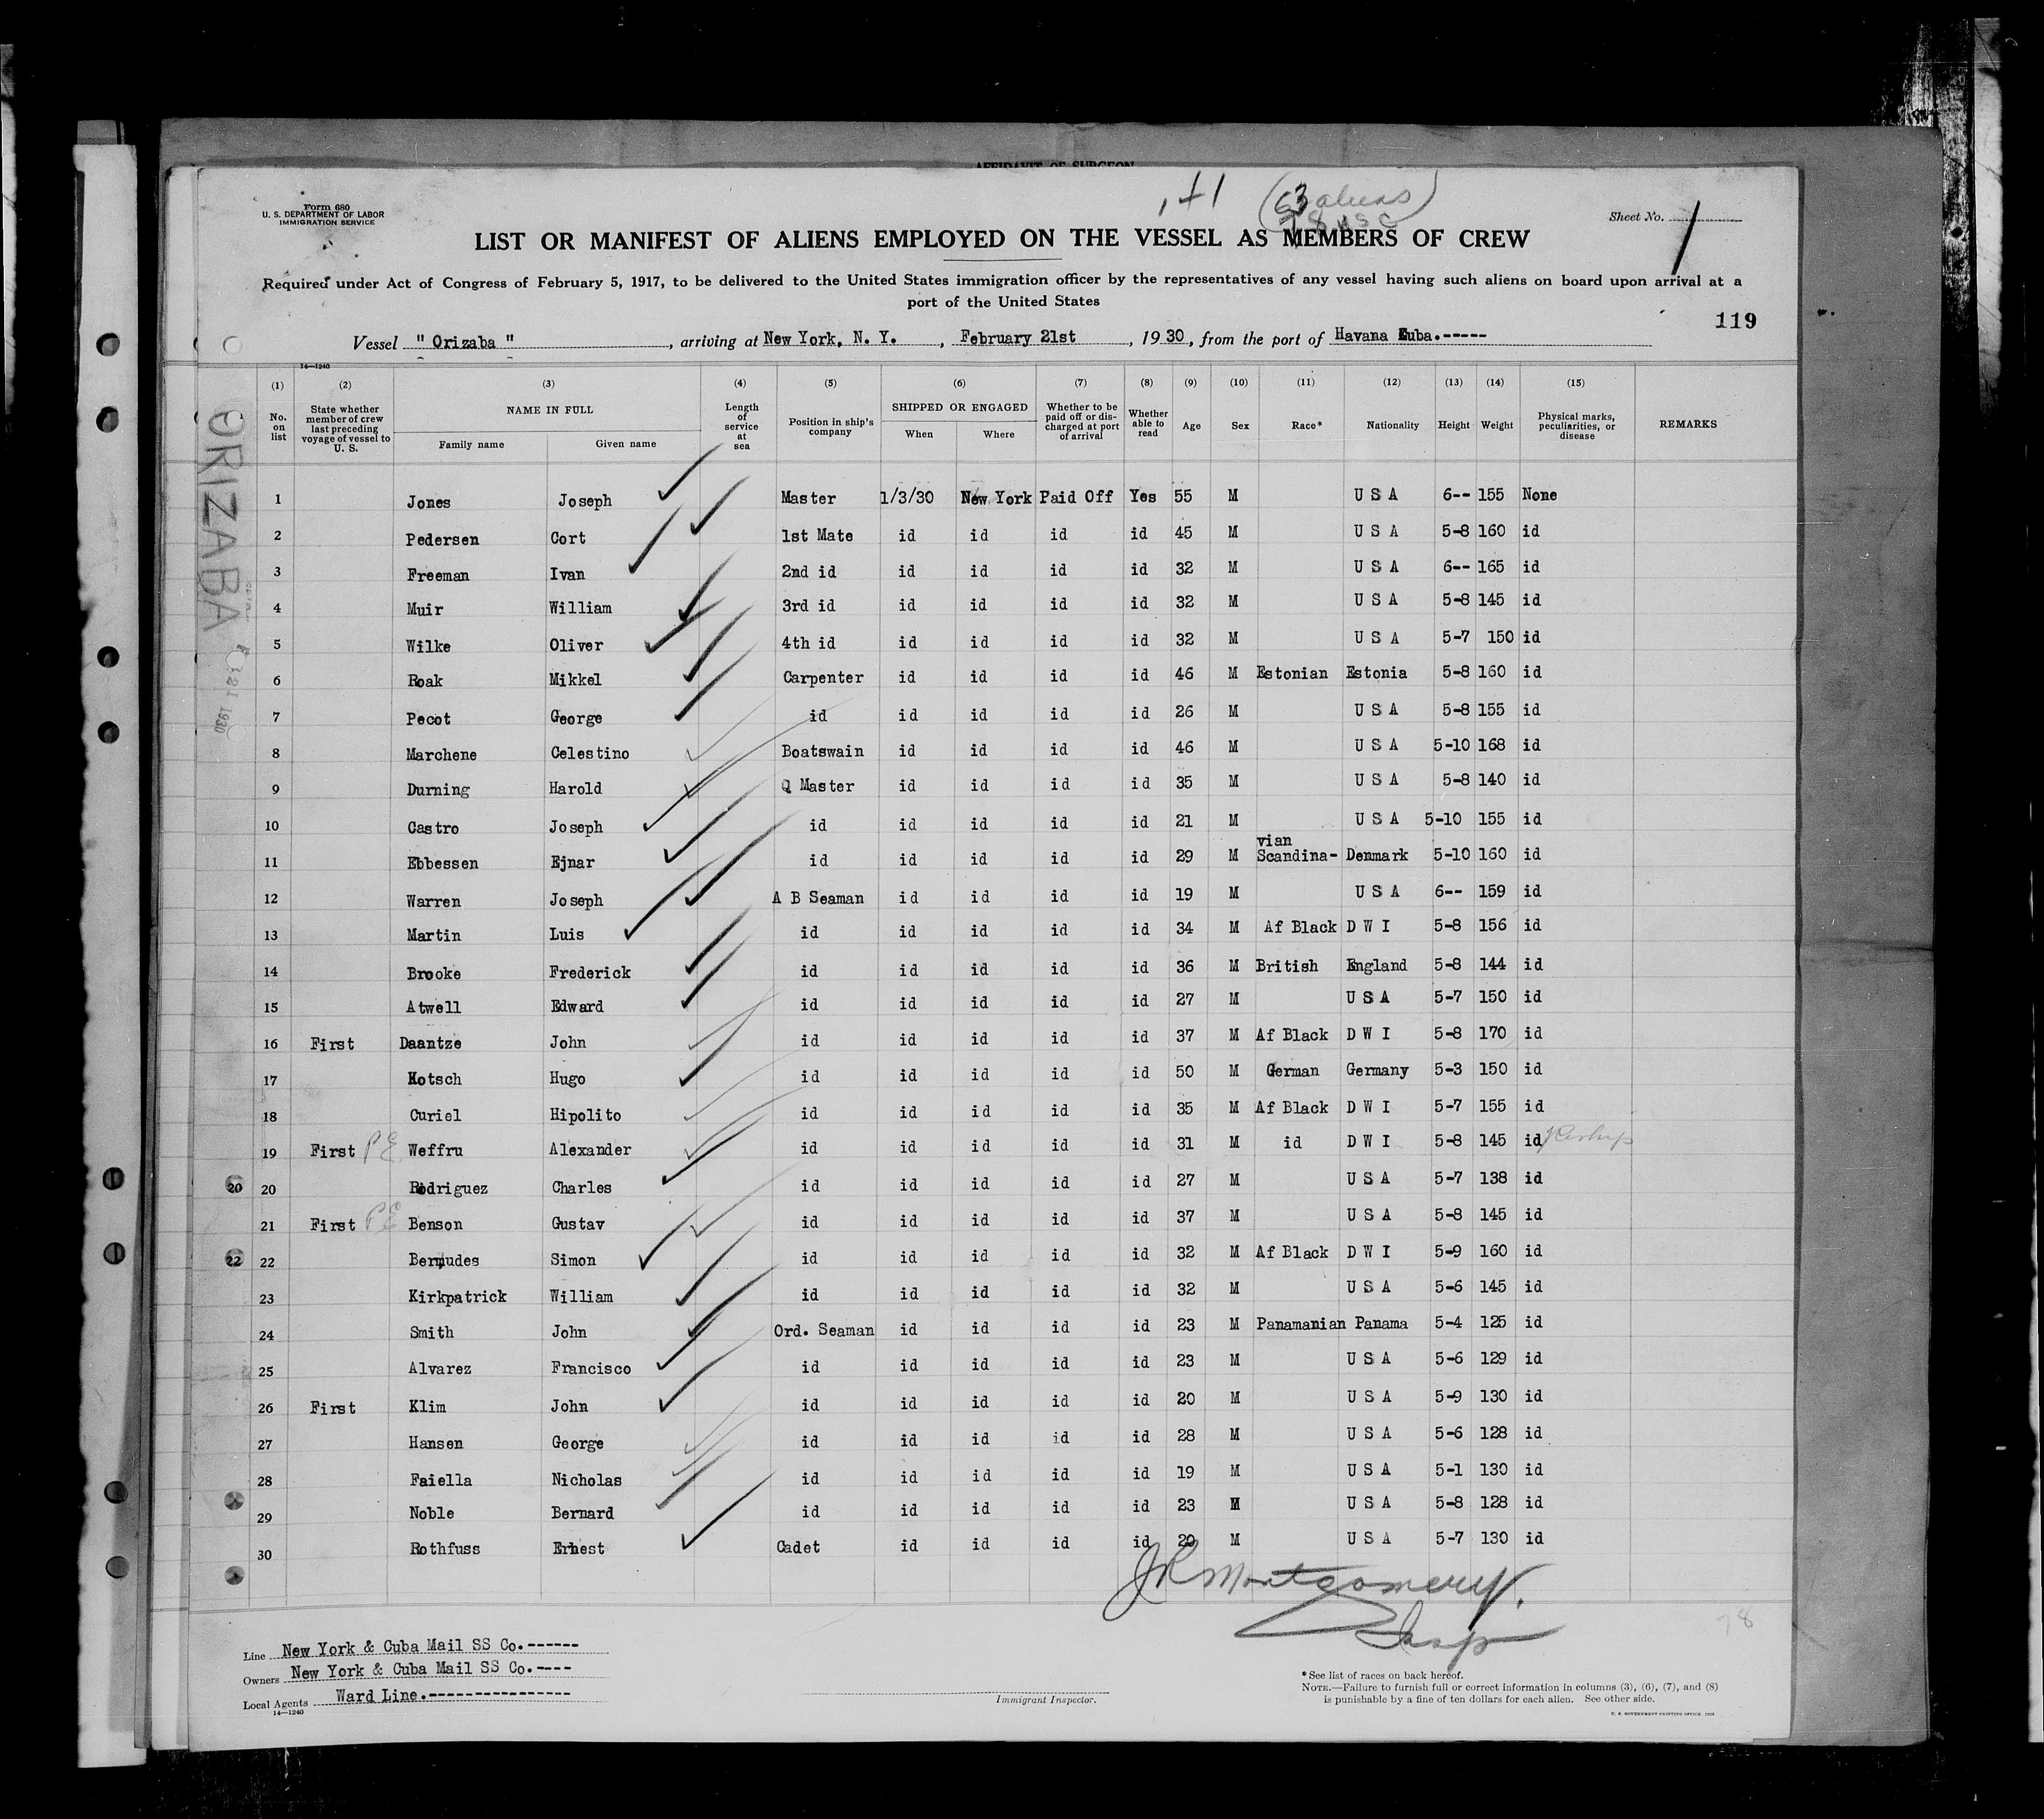 AFFIDAVIT OF SURGEON
Form 680
U. S. DEPARTMENT OF LABOR
IMMIGRATION SERVICE
, +1 (63 aliens)
Sheet No. 1
LIST OR MANIFEST OF ALIENS EMPLOYED ON THE VESSEL AS MEMBERS OF CREW
Required under Act of Congress of February 5, 1917, to be delivered to the United States immigration officer by the representatives of any vessel having such aliens on board upon arrival at a
port of the United States
119
Vessel " Orizaba ", arriving at New York, N. Y., February 21st, 1930, from the port of Havana Cuba.-----
14—1240
(1) (2) (3) (4) (5) (6) (7) (8) (9) (10) (11) (12) (13) (14) (15)
No. on list State whether member of crew last preceding voyage of vessel to U. S. NAME IN FULL Family name Given name Length of service at sea Position in ship's company SHIPPED OR ENGAGED When Where Whether to be paid off or discharged at port of arrival Whether able to read Age Sex Race* Nationality Height Weight Physical marks, peculiarities, or disease REMARKS
1 Jones Joseph Master 1/3/30 New York Paid Off Yes 55 M U S A 6-- 155 None
2 Pedersen Cort 1st Mate id id id id 45 M U S A 5-8 160 id
3 Freeman Ivan 2nd id id id id id 32 M U S A 6-- 165 id
4 Muir William 3rd id id id id id 32 M U S A 5-8 145 id
5 Wilke Oliver 4th id id id id id 32 M U S A 5-7 150 id
6 Roak Mikkel Carpenter id id id id 46 M Estonian Estonia 5-8 160 id
7 Pecot George id id id id id 26 M U S A 5-8 155 id
8 Marchene Celestino Boatswain id id id id 46 M U S A 5-10 168 id
9 Durning Harold Q Master id id id id 35 M U S A 5-8 140 id
10 Castro Joseph id id id id id 21 M U S A 5-10 155 id
vian
11 Ebbessen Ejnar id id id id id 29 M Scandina- Denmark 5-10 160 id
12 Warren Joseph A B Seaman id id id id 19 M U S A 6-- 159 id
13 Martin Luis id id id id id 34 M Af Black D W I 5-8 156 id
14 Brooke Frederick id id id id id 36 M British England 5-8 144 id
15 Atwell Edward id id id id id 27 M U S A 5-7 150 id
16 First Daantze John id id id id id 37 M Af Black D W I 5-8 170 id
17 Kotsch Hugo id id id id id 50 M German Germany 5-3 150 id
18 Curiel Hipolito id id id id id 35 M Af Black D W I 5-7 155 id
19 First PE Weffru Alexander id id id id id 31 M id D W I 5-8 145 id
20 20 Rodriguez Charles id id id id id 27 M U S A 5-7 138 id
21 First PE Benson Gustav id id id id id 37 M U S A 5-8 145 id
22 22 Bermudes Simon id id id id id 32 M Af Black D W I 5-9 160 id
23 Kirkpatrick William id id id id id 32 M U S A 5-6 145 id
24 Smith John Ord. Seaman id id id id 23 M Panamanian Panama 5-4 125 id
25 Alvarez Francisco id id id id id 23 M U S A 5-6 129 id
26 First Klim John id id id id id 20 M U S A 5-9 130 id
27 Hansen George id id id id id 28 M U S A 5-6 128 id
28 Faiella Nicholas id id id id id 19 M U S A 5-1 130 id
29 Noble Bernard id id id id id 23 M U S A 5-8 128 id
30 Rothfuss Ernest Cadet id id id id 20 M U S A 5-7 130 id
ORIZABA
21 1930
JR Montgomery.
Insp
78
Line New York & Cuba Mail SS Co.------
Owners New York & Cuba Mail SS Co.----
Local Agents Ward Line.-----------------
14—1240
Immigrant Inspector.
*See list of races on back hereof.
NOTE.—Failure to furnish full or correct information in columns (3), (6), (7), and (8)
is punishable by a fine of ten dollars for each alien. See other side.